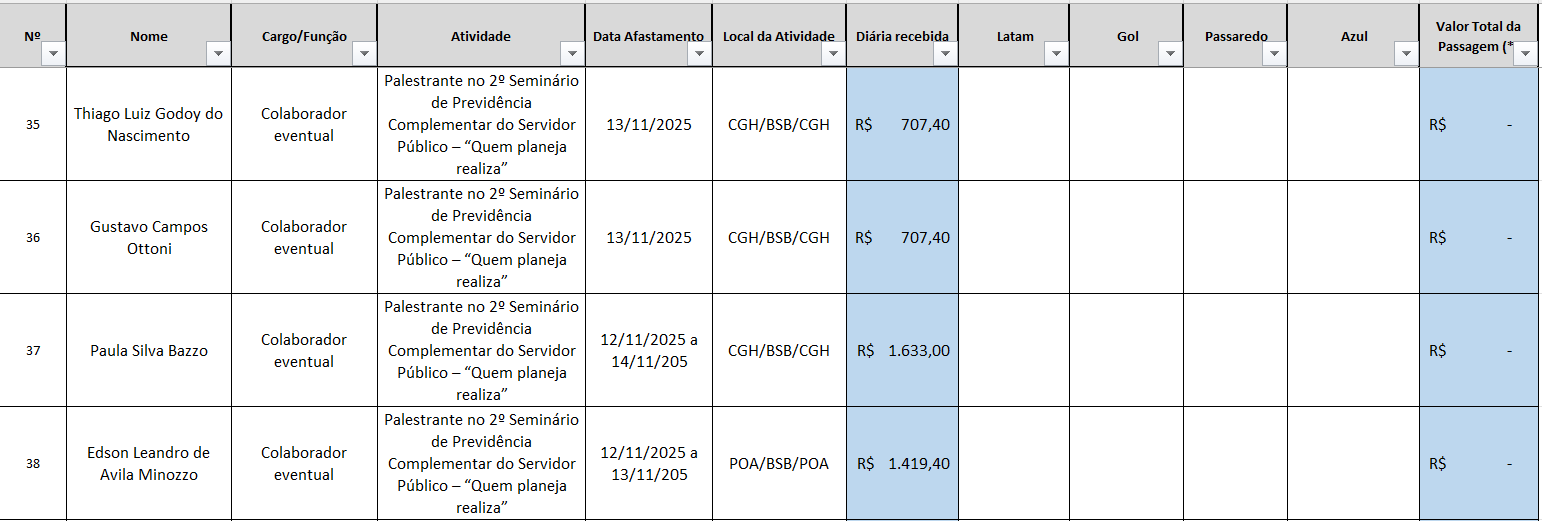 Nº Nome Cargo/Função Atividade Data Afastamento Local da Atividade Diária recebida Latam Gol Passaredo Azul Valor Total da
Passagem (*
35
Thiago Luiz Godoy do
Nascimento
Colaborador
eventual
Palestrante no 2º Seminário
de Previdência
Complementar do Servidor
Público – “Quem planeja
realiza”
13/11/2025
CGH/BSB/CGH
R$ 707,40
R$ -
36
Gustavo Campos
Ottoni
Colaborador
eventual
Palestrante no 2º Seminário
de Previdência
Complementar do Servidor
Público – “Quem planeja
realiza”
13/11/2025
CGH/BSB/CGH
R$ 707,40
R$ -
37
Paula Silva Bazzo
Colaborador
eventual
Palestrante no 2º Seminário
de Previdência
Complementar do Servidor
Público – “Quem planeja
realiza”
12/11/2025 a
14/11/205
CGH/BSB/CGH
R$ 1.633,00
R$ -
38
Edson Leandro de
Avila Minozzo
Colaborador
eventual
Palestrante no 2º Seminário
de Previdência
Complementar do Servidor
Público – “Quem planeja
realiza”
12/11/2025 a
13/11/205
POA/BSB/POA
R$ 1.419,40
R$ -